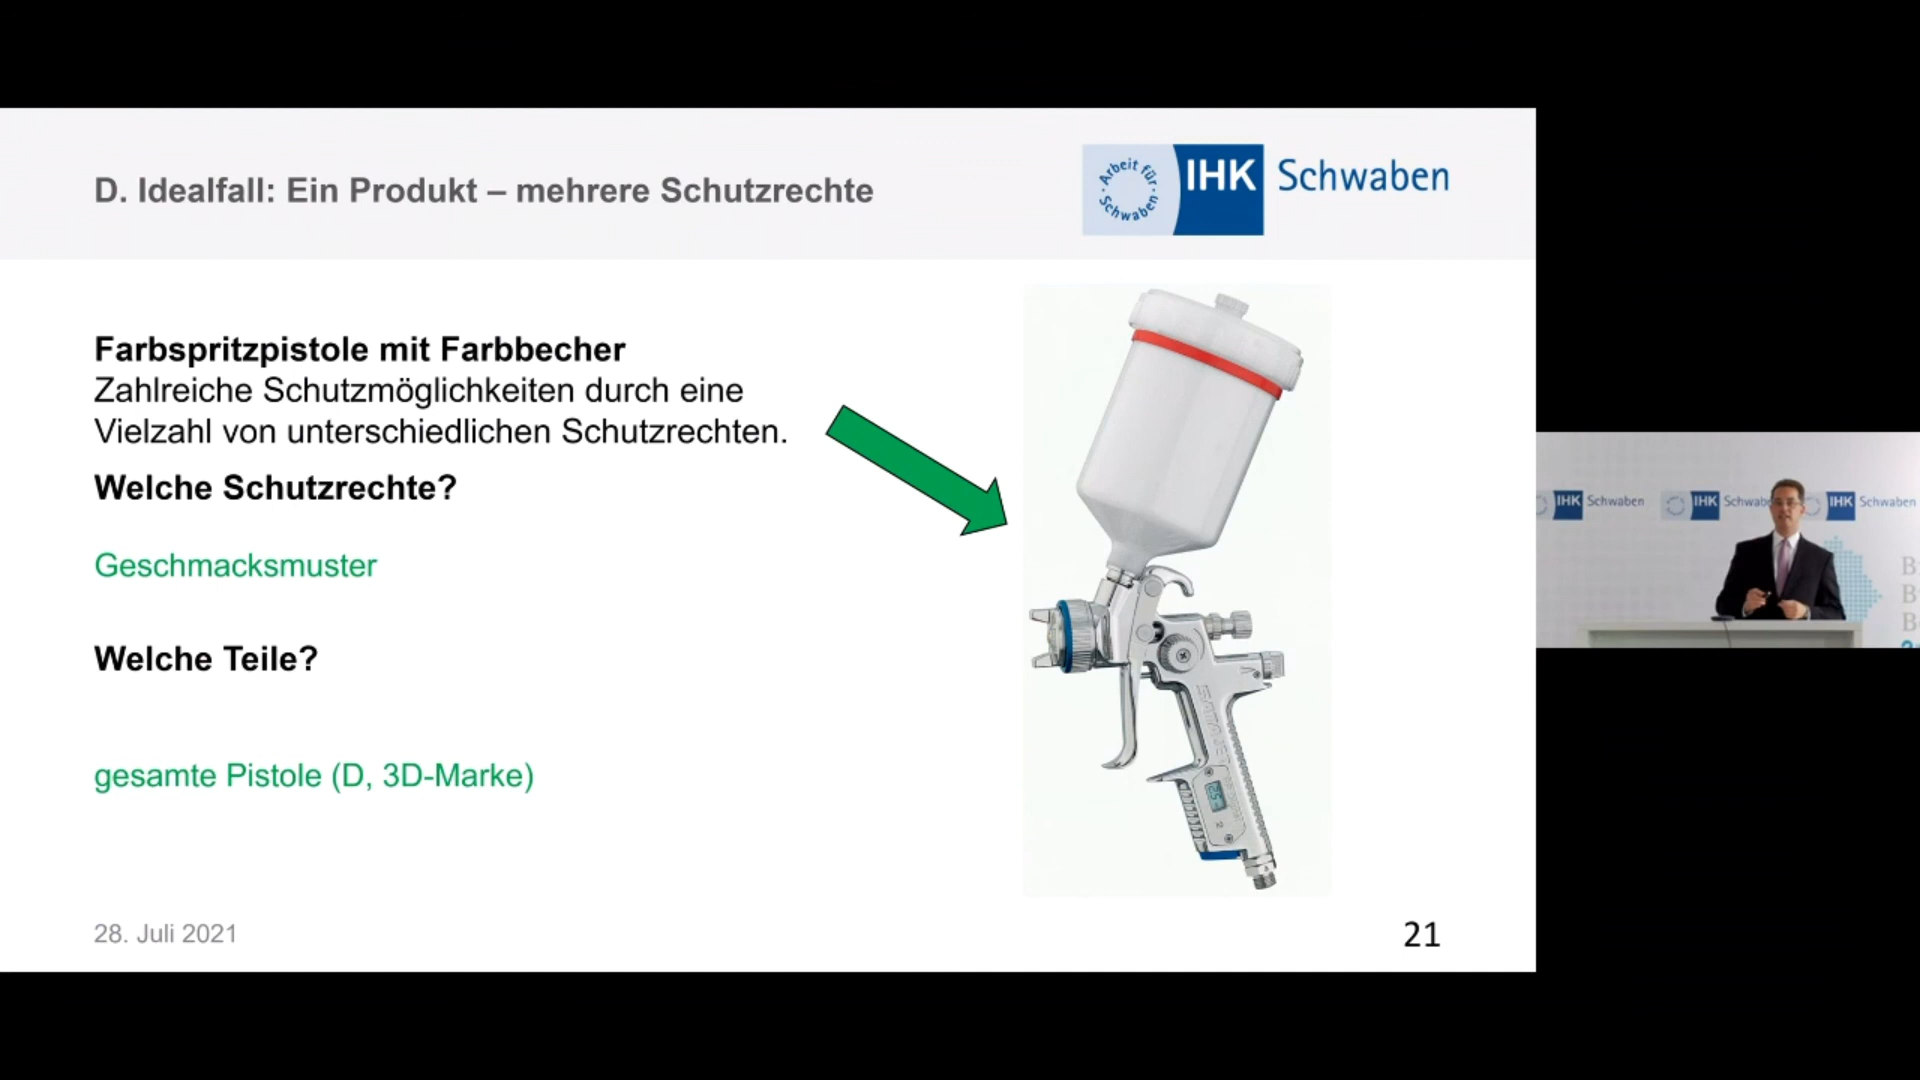 D. Idealfall: Ein Produkt – mehrere Schutzrechte
Arbeit für Schwaben
IHK Schwaben
Farbspritzpistole mit Farbbecher
Zahlreiche Schutzmöglichkeiten durch eine
Vielzahl von unterschiedlichen Schutzrechten.
Welche Schutzrechte?
Geschmacksmuster
Welche Teile?
gesamte Pistole (D, 3D-Marke)
28. Juli 2021
21
IHK Schwaben
IHK
IHK Schwaben